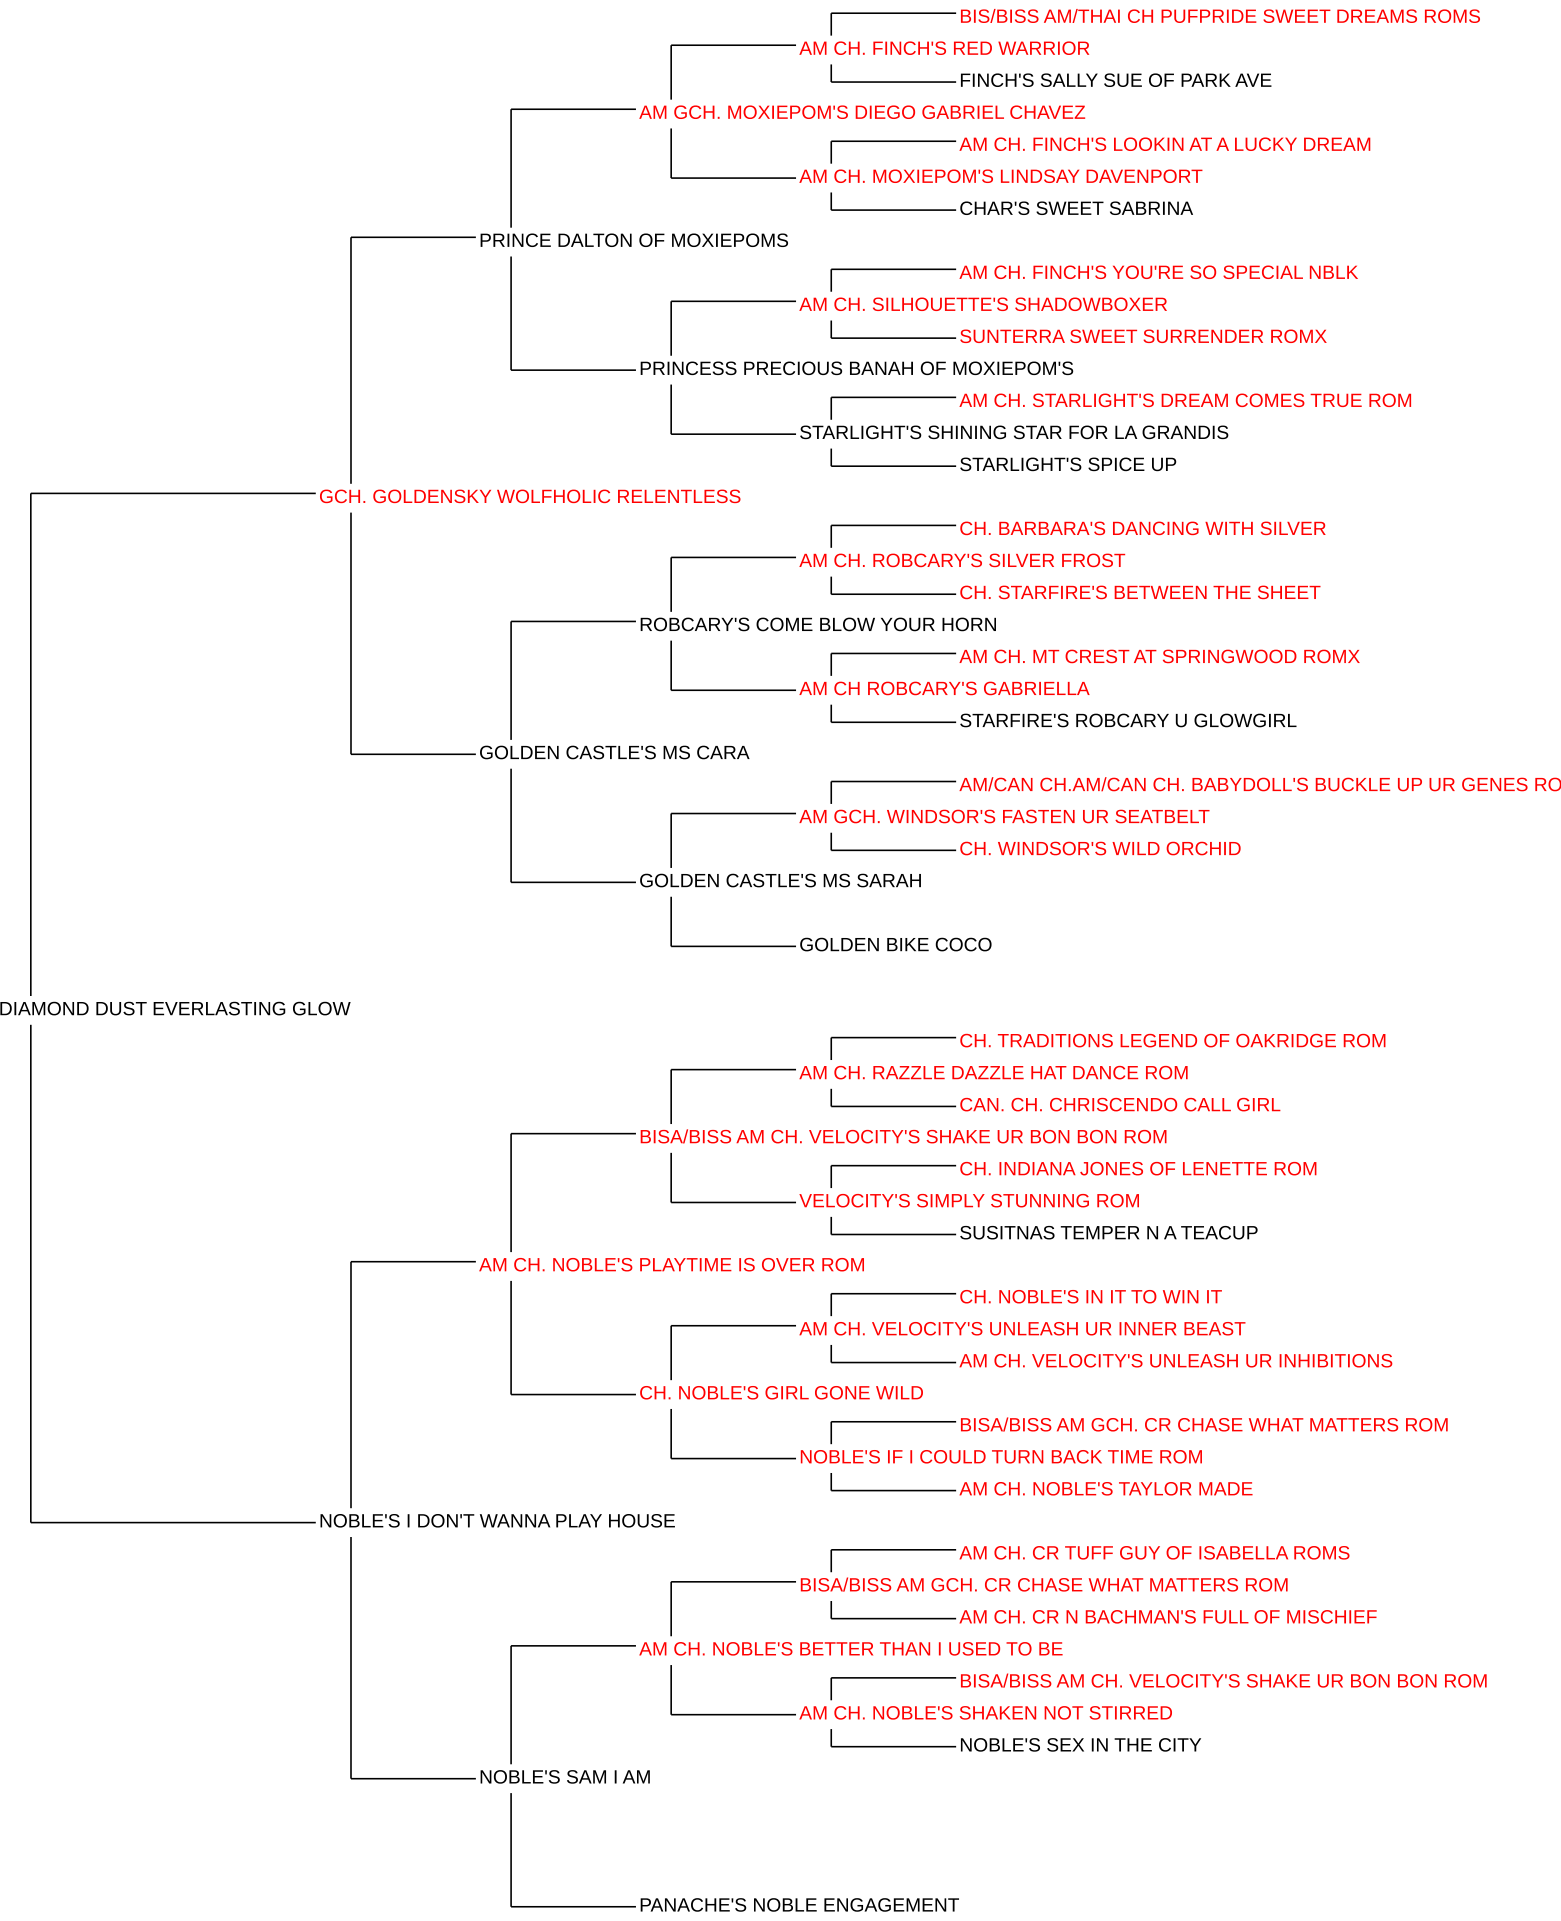 BIS/BISS AM/THAI CH PUFPRIDE SWEET DREAMS ROMS
AM CH. FINCH'S RED WARRIOR
FINCH'S SALLY SUE OF PARK AVE
AM GCH. MOXIEPOM'S DIEGO GABRIEL CHAVEZ
AM CH. FINCH'S LOOKIN AT A LUCKY DREAM
AM CH. MOXIEPOM'S LINDSAY DAVENPORT
CHAR'S SWEET SABRINA
PRINCE DALTON OF MOXIEPOMS
AM CH. FINCH'S YOU'RE SO SPECIAL NBLK
AM CH. SILHOUETTE'S SHADOWBOXER
SUNTERRA SWEET SURRENDER ROMX
PRINCESS PRECIOUS BANAH OF MOXIEPOM'S
AM CH. STARLIGHT'S DREAM COMES TRUE ROM
STARLIGHT'S SHINING STAR FOR LA GRANDIS
STARLIGHT'S SPICE UP
GCH. GOLDENSKY WOLFHOLIC RELENTLESS
CH. BARBARA'S DANCING WITH SILVER
AM CH. ROBCARY'S SILVER FROST
CH. STARFIRE'S BETWEEN THE SHEET
ROBCARY'S COME BLOW YOUR HORN
AM CH. MT CREST AT SPRINGWOOD ROMX
AM CH ROBCARY'S GABRIELLA
STARFIRE'S ROBCARY U GLOWGIRL
GOLDEN CASTLE'S MS CARA
AM/CAN CH.AM/CAN CH. BABYDOLL'S BUCKLE UP UR GENES RO
AM GCH. WINDSOR'S FASTEN UR SEATBELT
CH. WINDSOR'S WILD ORCHID
GOLDEN CASTLE'S MS SARAH
GOLDEN BIKE COCO
DIAMOND DUST EVERLASTING GLOW
CH. TRADITIONS LEGEND OF OAKRIDGE ROM
AM CH. RAZZLE DAZZLE HAT DANCE ROM
CAN. CH. CHRISCENDO CALL GIRL
BISA/BISS AM CH. VELOCITY'S SHAKE UR BON BON ROM
CH. INDIANA JONES OF LENETTE ROM
VELOCITY'S SIMPLY STUNNING ROM
SUSITNAS TEMPER N A TEACUP
AM CH. NOBLE'S PLAYTIME IS OVER ROM
CH. NOBLE'S IN IT TO WIN IT
AM CH. VELOCITY'S UNLEASH UR INNER BEAST
AM CH. VELOCITY'S UNLEASH UR INHIBITIONS
CH. NOBLE'S GIRL GONE WILD
BISA/BISS AM GCH. CR CHASE WHAT MATTERS ROM
NOBLE'S IF I COULD TURN BACK TIME ROM
AM CH. NOBLE'S TAYLOR MADE
NOBLE'S I DON'T WANNA PLAY HOUSE
AM CH. CR TUFF GUY OF ISABELLA ROMS
BISA/BISS AM GCH. CR CHASE WHAT MATTERS ROM
AM CH. CR N BACHMAN'S FULL OF MISCHIEF
AM CH. NOBLE'S BETTER THAN I USED TO BE
BISA/BISS AM CH. VELOCITY'S SHAKE UR BON BON ROM
AM CH. NOBLE'S SHAKEN NOT STIRRED
NOBLE'S SEX IN THE CITY
NOBLE'S SAM I AM
PANACHE'S NOBLE ENGAGEMENT